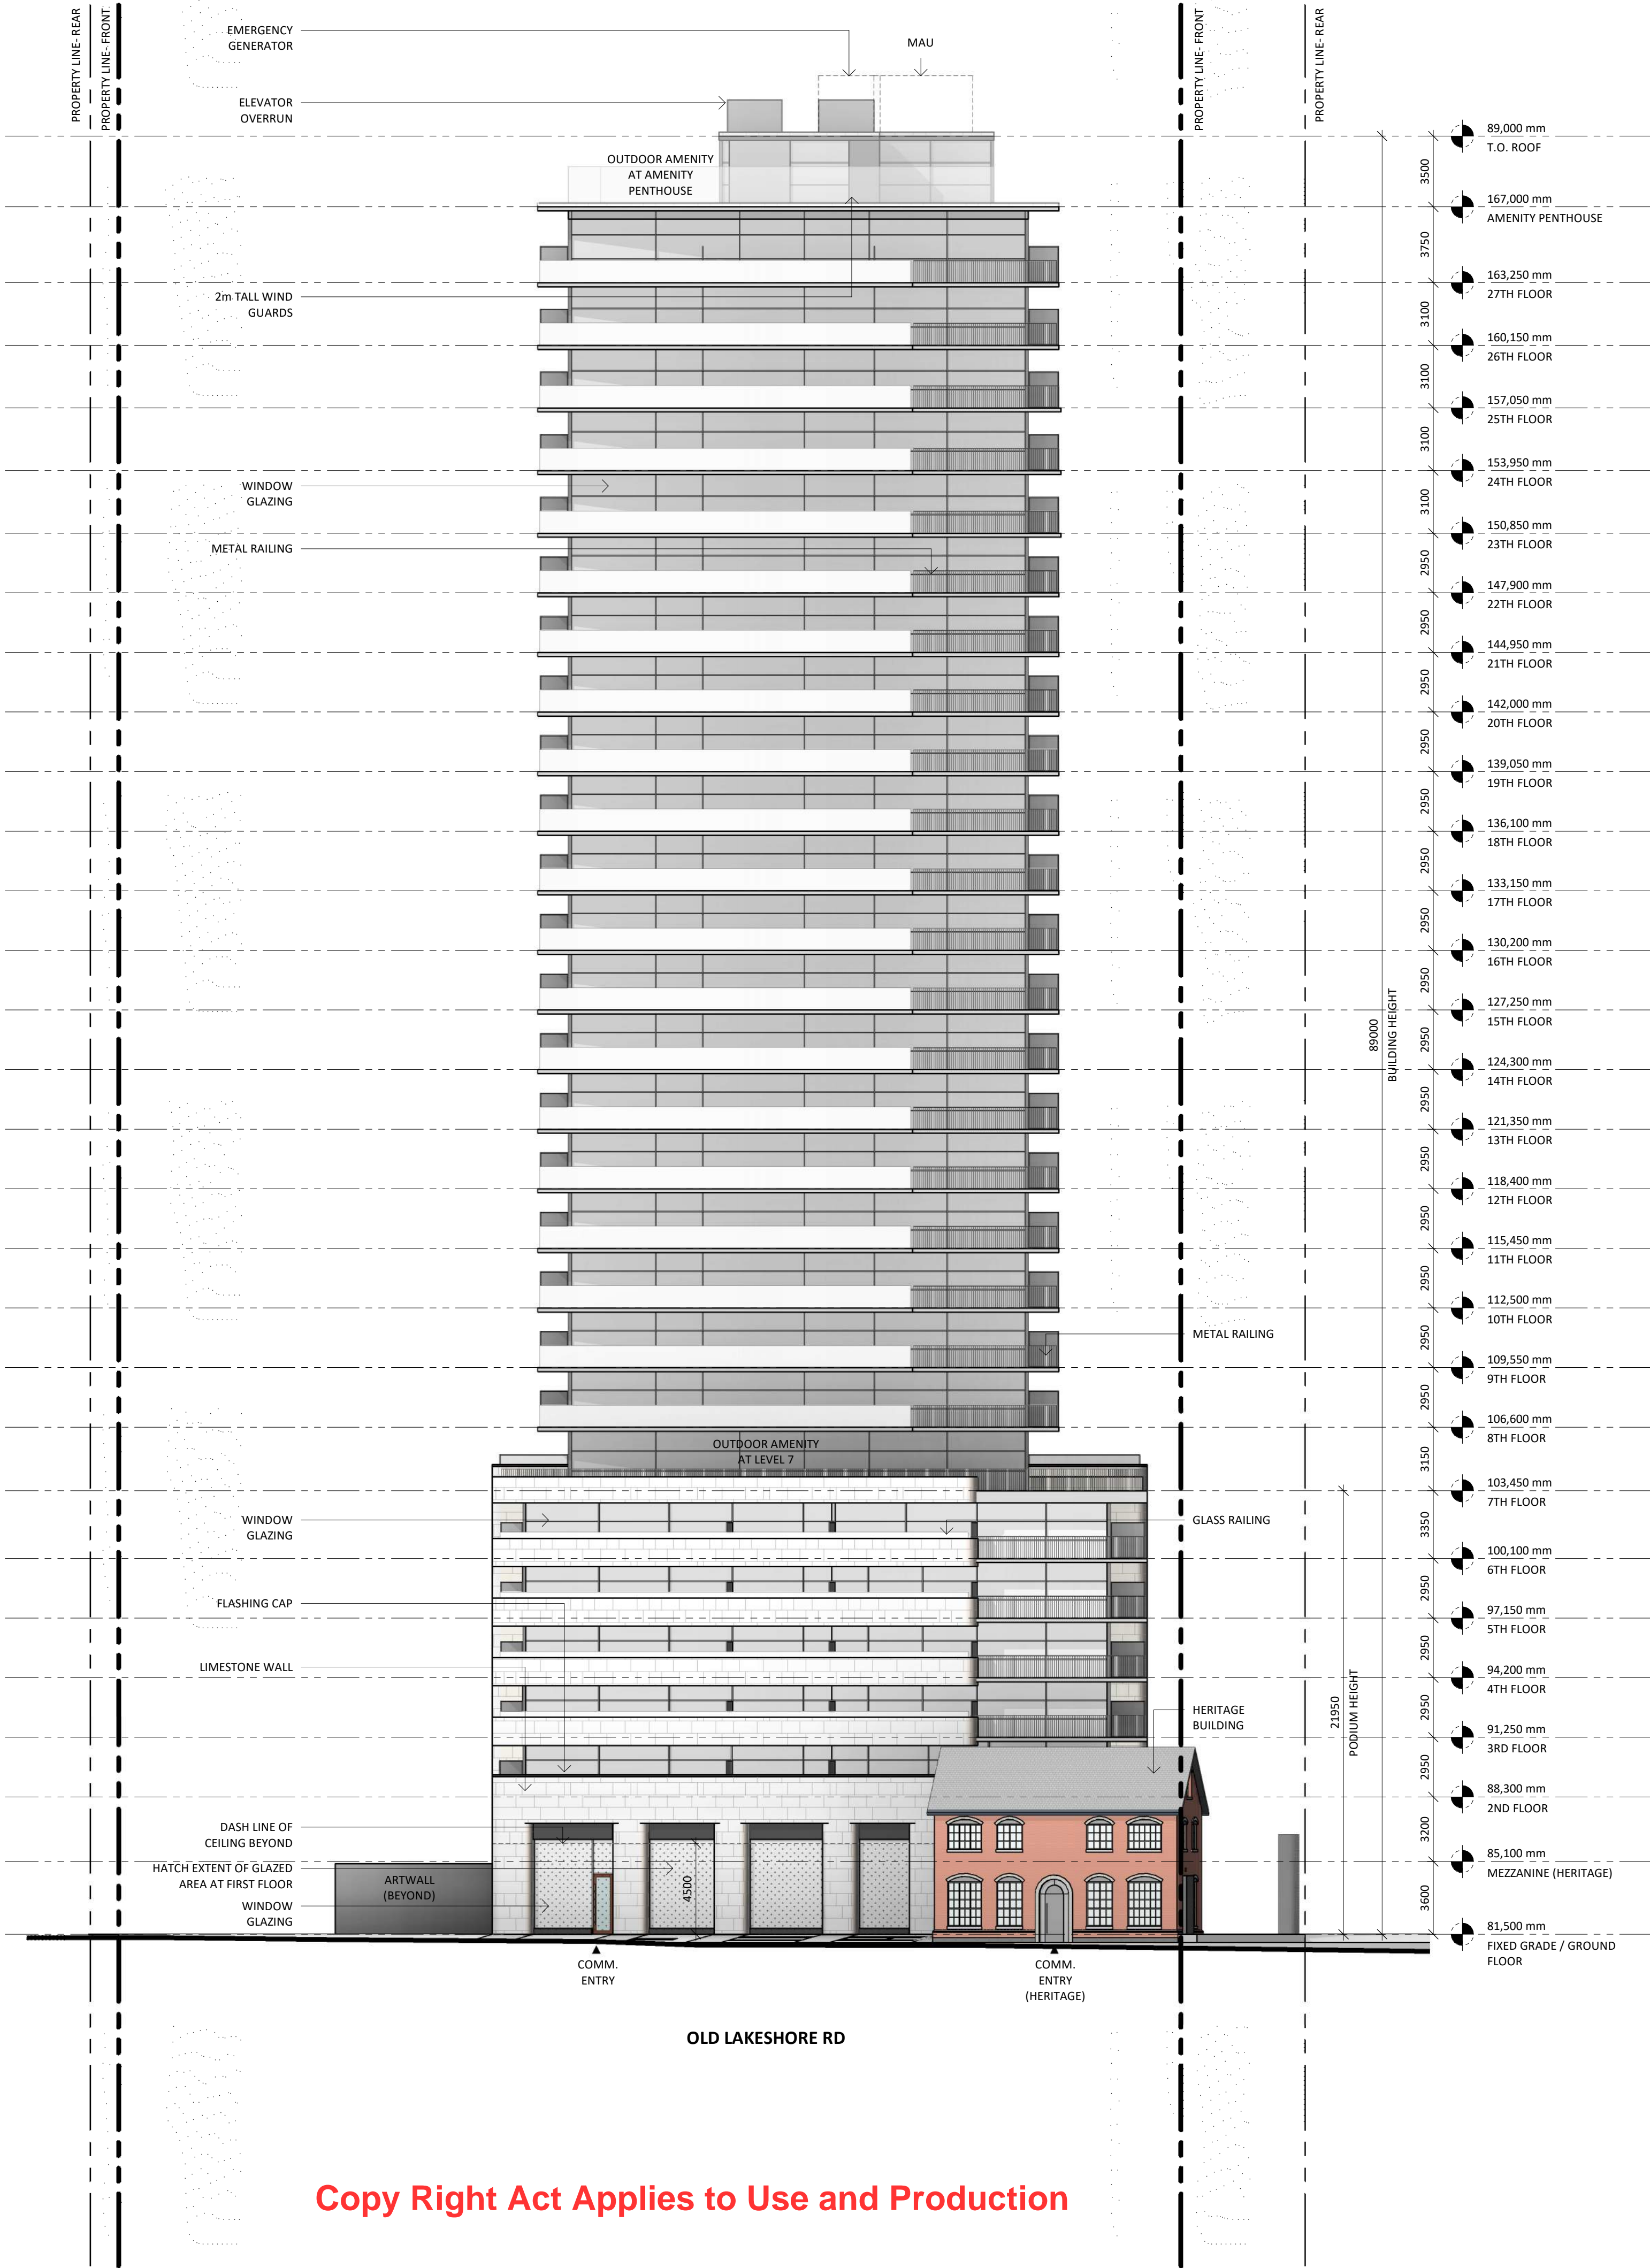 PROPERTY LINE- REAR
PROPERTY LINE- FRONT
EMERGENCY
GENERATOR
MAU
PROPERTY LINE- FRONT
PROPERTY LINE- REAR
ELEVATOR
OVERRUN
89,000 mm
T.O. ROOF
OUTDOOR AMENITY
AT AMENITY
PENTHOUSE
3500
167,000 mm
AMENITY PENTHOUSE
3750
2m TALL WIND
GUARDS
163,250 mm
27TH FLOOR
3100
160,150 mm
26TH FLOOR
3100
157,050 mm
25TH FLOOR
3100
153,950 mm
24TH FLOOR
WINDOW
GLAZING
3100
150,850 mm
23TH FLOOR
METAL RAILING
2950
147,900 mm
22TH FLOOR
2950
144,950 mm
21TH FLOOR
2950
142,000 mm
20TH FLOOR
2950
139,050 mm
19TH FLOOR
2950
136,100 mm
18TH FLOOR
2950
133,150 mm
17TH FLOOR
2950
130,200 mm
16TH FLOOR
2950
127,250 mm
15TH FLOOR
89000
BUILDING HEIGHT
2950
124,300 mm
14TH FLOOR
2950
121,350 mm
13TH FLOOR
2950
118,400 mm
12TH FLOOR
2950
115,450 mm
11TH FLOOR
2950
112,500 mm
10TH FLOOR
METAL RAILING
2950
109,550 mm
9TH FLOOR
2950
106,600 mm
8TH FLOOR
OUTDOOR AMENITY
AT LEVEL 7
3150
103,450 mm
7TH FLOOR
WINDOW
GLAZING
GLASS RAILING
3350
100,100 mm
6TH FLOOR
FLASHING CAP
2950
97,150 mm
5TH FLOOR
LIMESTONE WALL
2950
94,200 mm
4TH FLOOR
HERITAGE
BUILDING
21950
PODIUM HEIGHT
2950
91,250 mm
3RD FLOOR
2950
88,300 mm
2ND FLOOR
DASH LINE OF
CEILING BEYOND
3200
HATCH EXTENT OF GLAZED
AREA AT FIRST FLOOR
85,100 mm
MEZZANINE (HERITAGE)
ARTWALL
(BEYOND)
4500
3600
WINDOW
GLAZING
81,500 mm
FIXED GRADE / GROUND
FLOOR
COMM.
ENTRY
COMM.
ENTRY
(HERITAGE)
OLD LAKESHORE RD
Copy Right Act Applies to Use and Production